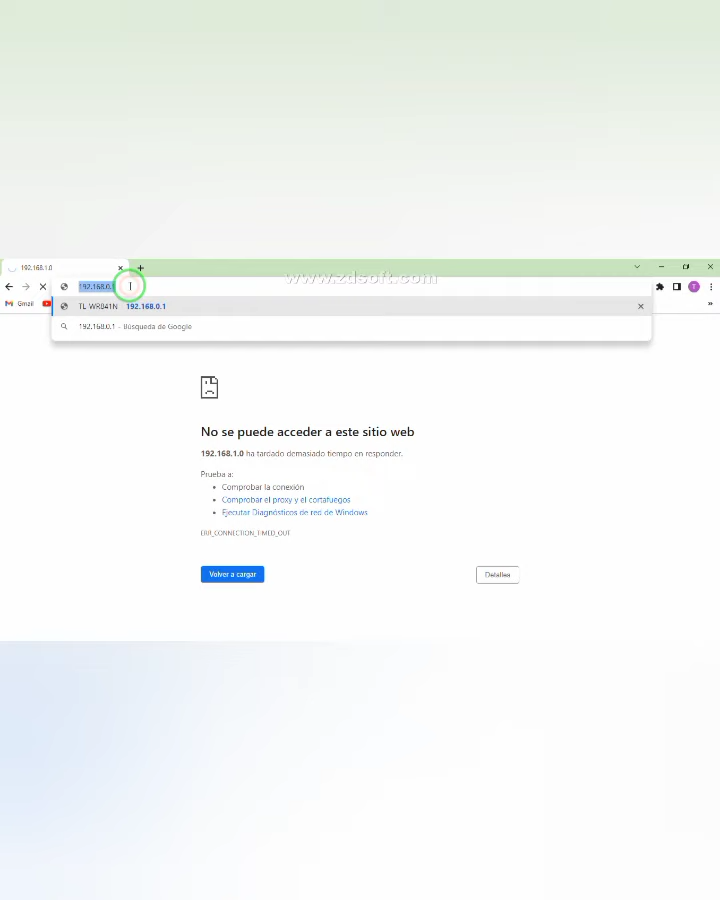 192.168.1.0
www.zdsoft.com
192.168.0.1
T
Gmail
»
TL-WR841N 192.168.0.1
192.168.0.1 - Búsqueda de Google
No se puede acceder a este sitio web
192.168.1.0 ha tardado demasiado tiempo en responder.
Prueba a:
Comprobar la conexión
Comprobar el proxy y el cortafuegos
Ejecutar Diagnósticos de red de Windows
ERR_CONNECTION_TIMED_OUT
Volver a cargar
Detalles